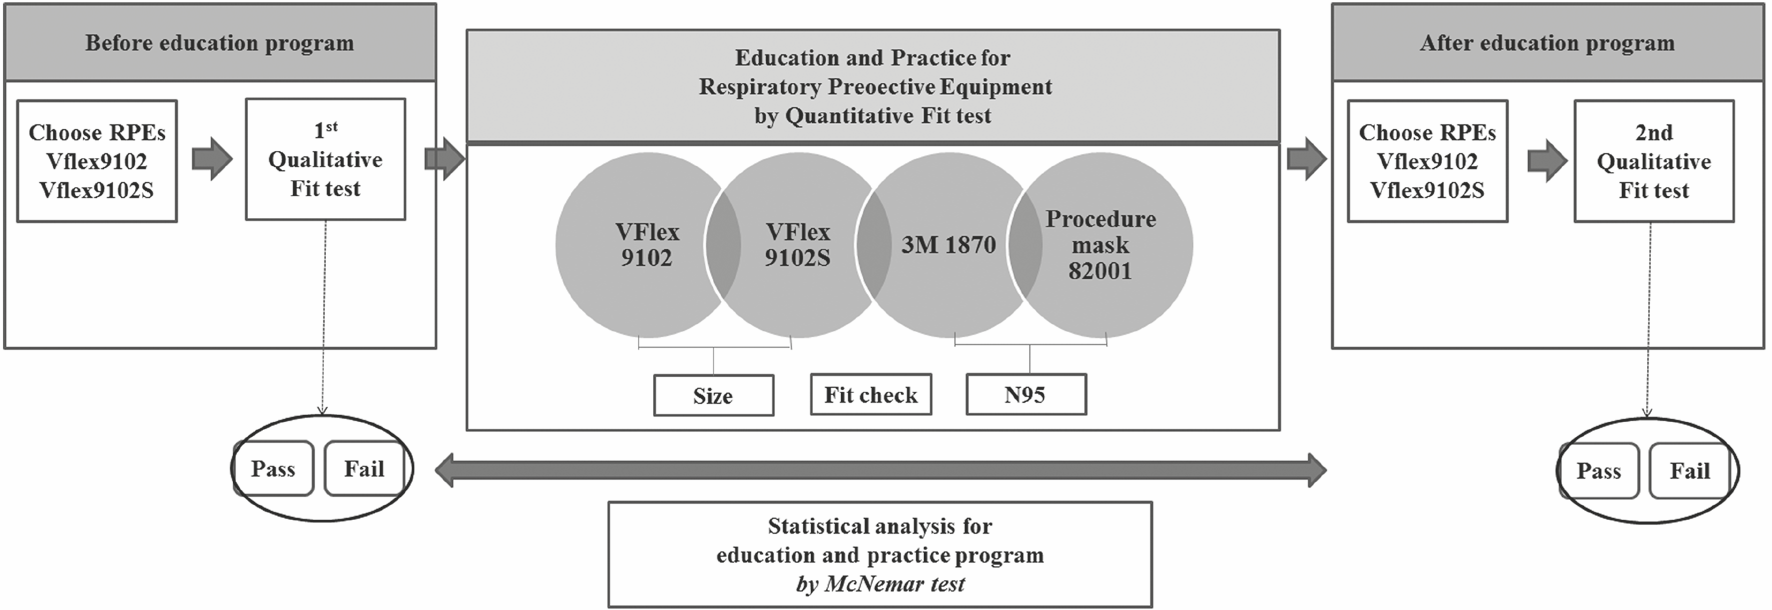 Before education program
Choose RPEs
Vflex9102
Vflex9102S
1st
Qualitative
Fit test
Pass
Fail
Education and Practice for
Respiratory Preoective Equipment
by Quantitative Fit test
VFlex
9102
VFlex
9102S
3M 1870
Procedure
mask
82001
Size
Fit check
N95
Statistical analysis for
education and practice program
by McNemar test
After education program
Choose RPEs
Vflex9102
Vflex9102S
2nd
Qualitative
Fit test
Pass
Fail